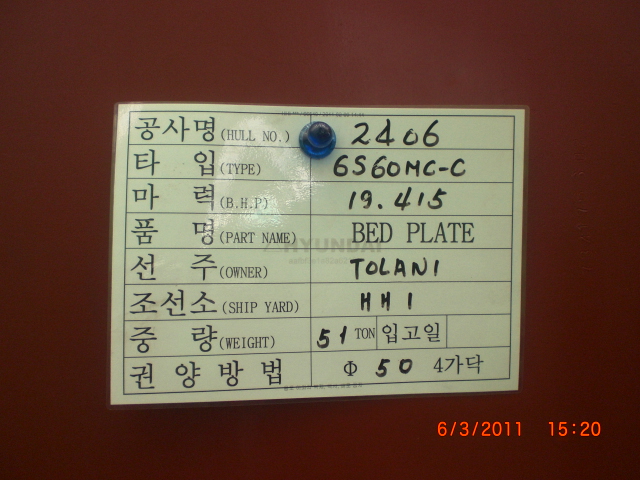 공사명(HULL NO.) 2406
타 입(TYPE) 6S60MC-C
마 력(B.H.P) 19.415
품 명(PART NAME) BED PLATE
HYUNDAI
선 주(OWNER) TOLANI
조선소(SHIP YARD) HHI
중 량(WEIGHT) 51 TON 입고일
권 양 방 법 Φ 50 4가닥
6/3/2011 15:20